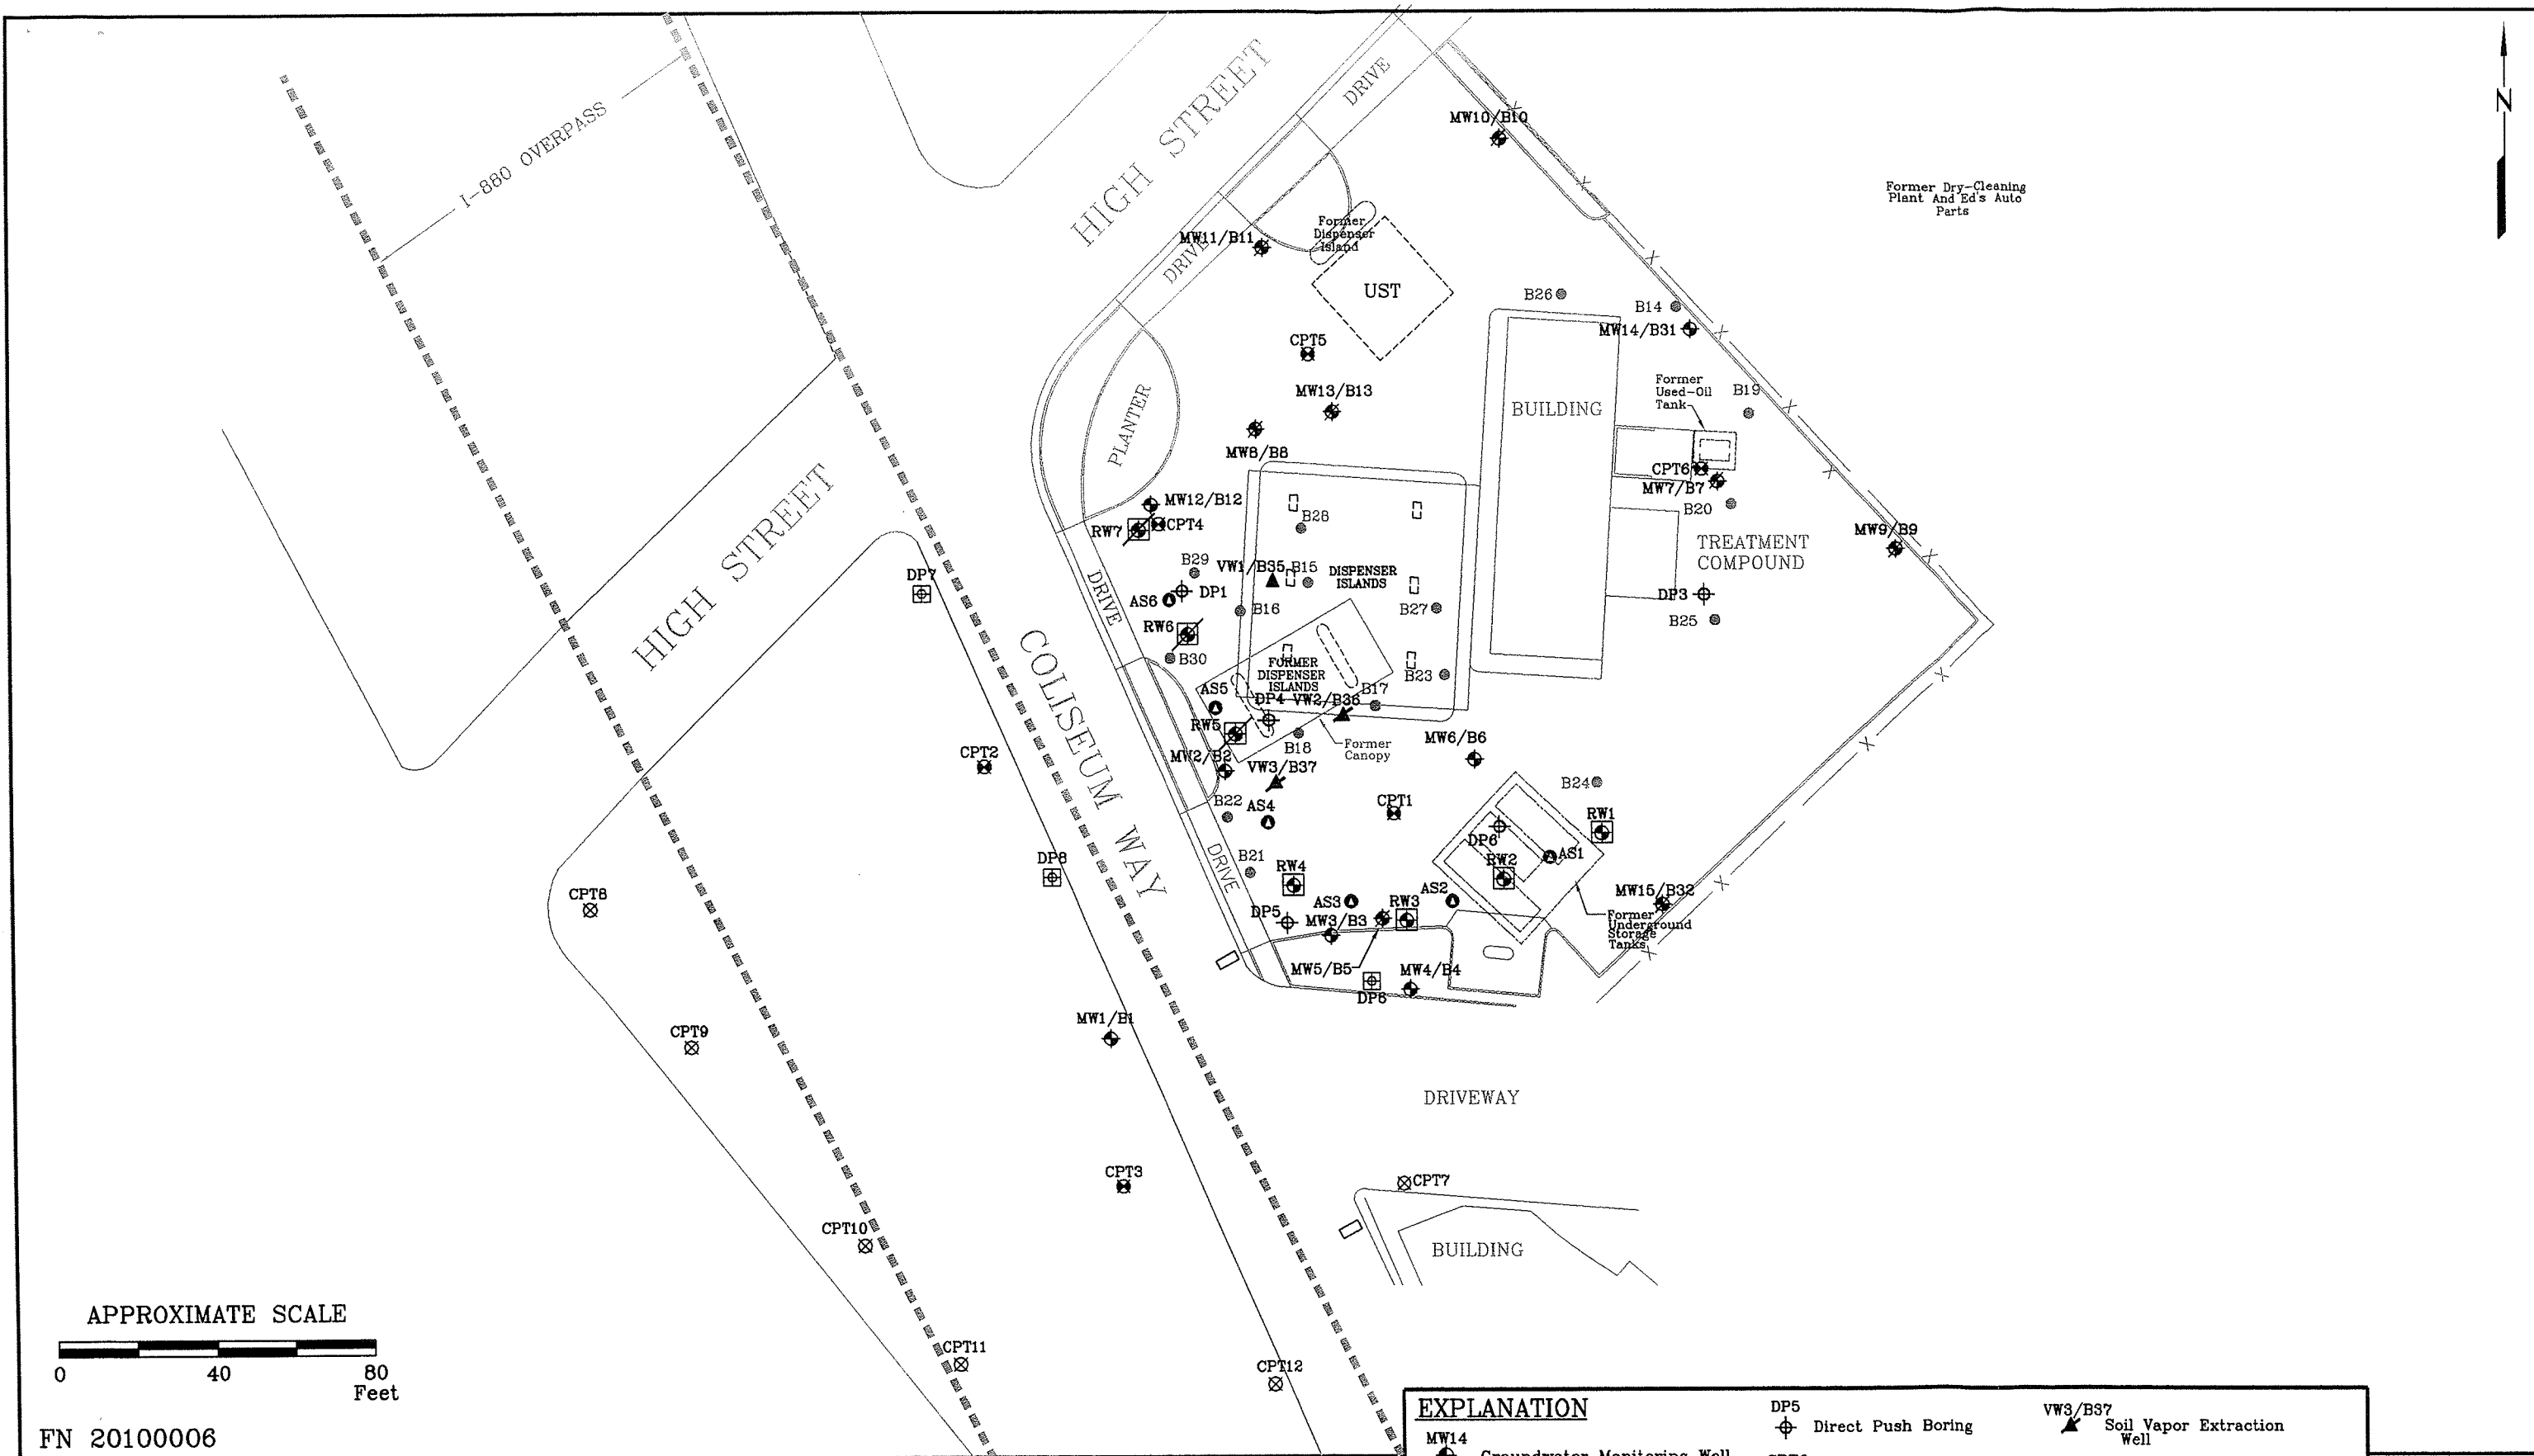 I-880 OVERPASS
HIGH STREET
DRIVE
MW10/B10
N
Former Dry-Cleaning
Plant And Ed's Auto
Parts
MW11/B11
DRIVE
Former
Dispenser
Island
UST
B26
B14
MW14/B31
CPT5
PLANTER
MW13/B13
BUILDING
Former
Used-Oil
Tank
B19
MW8/B8
CPT6
MW7/B7
B20
HIGH STREET
MW12/B12
RW7
CPT4
B28
TREATMENT
COMPOUND
MW9/B9
DP7
DRIVE
B29
VW1/B35
B15
DISPENSER
ISLANDS
AS6
DP1
B16
B27
DP3
B25
RW6
B30
COLISEUM WAY
FORMER
DISPENSER
ISLANDS
B23
AS5
DP4
VW2/B36
B17
RW5
B18
Former
Canopy
MW6/B6
CPT2
MW2/B2
VW3/B37
B24
B22
AS4
CPT1
RW1
DP6
DRIVE
AS1
DP8
B21
RW4
RW2
CPT8
AS3
AS2
MW15/B32
DP5
MW3/B3
RW3
Former
Underground
Storage
Tanks
MW5/B5
MW4/B4
DP6
MW1/B1
CPT9
DRIVEWAY
CPT3
CPT7
CPT10
BUILDING
APPROXIMATE SCALE
0 40 80
Feet
CPT11
CPT12
FN 20100006
EXPLANATION
MW14
Groundwater Monitoring Well
DP5
Direct Push Boring
VW3/B37
Soil Vapor Extraction
Well